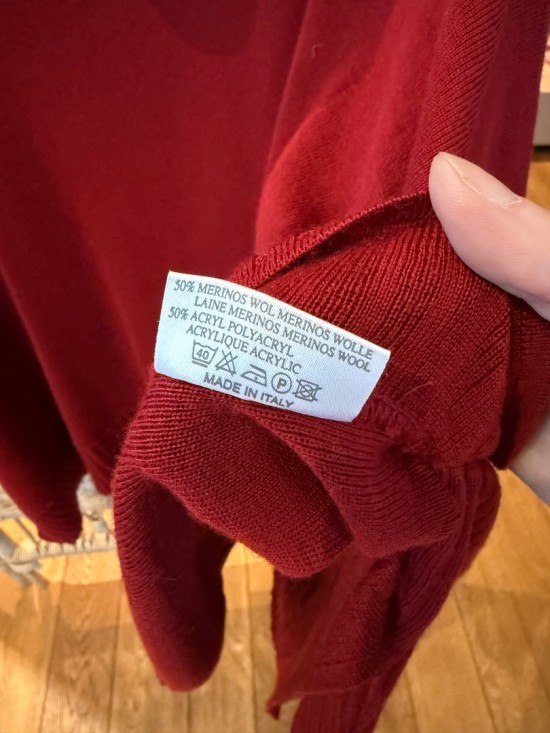 50% MERINOS WOL MERINOS WOLLE
LAINE MERINOS MERINOS WOOL
50% ACRYL POLYACRYL
ACRYLIQUE ACRYLIC
40 P
MADE IN ITALY